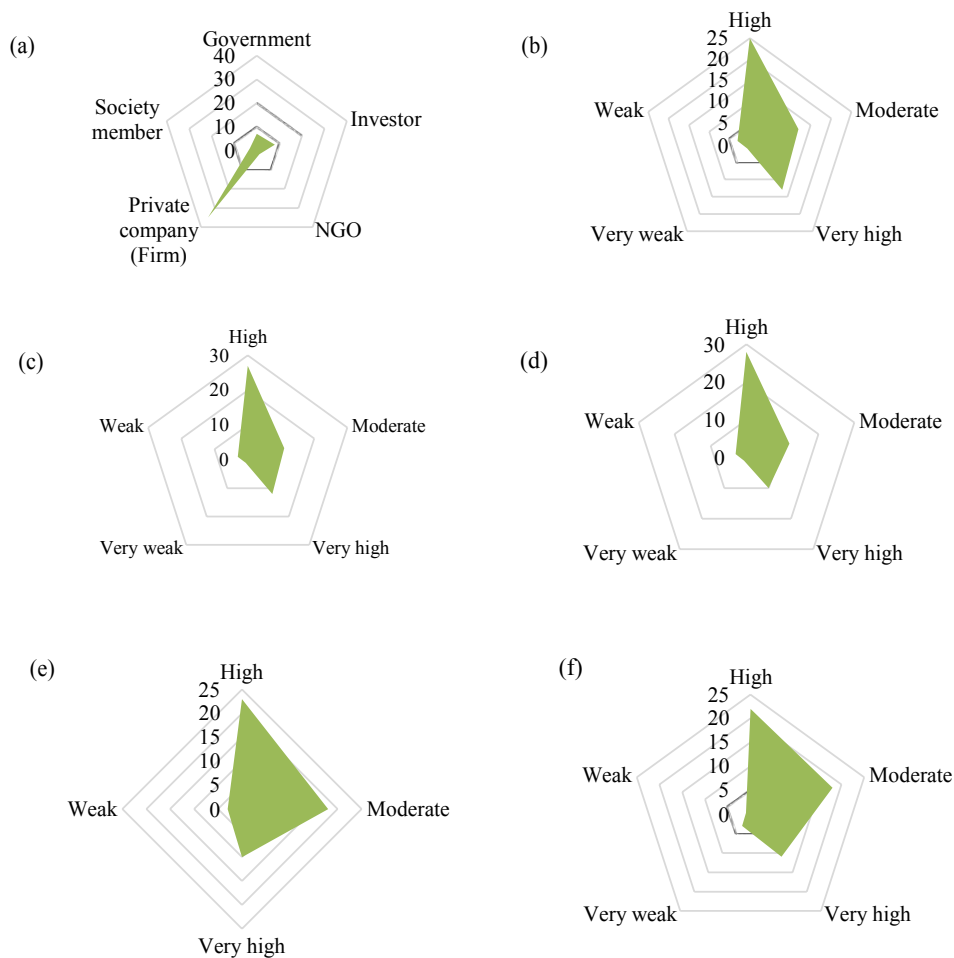 (a)
Government
40
30
20
10
0
Society
member
Investor
Private
company
(Firm)
NGO
(b)
High
25
20
15
10
5
0
Weak
Moderate
Very weak
Very high
(c)
High
30
20
10
0
Weak
Moderate
Very weak
Very high
(d)
High
30
20
10
0
Weak
Moderate
Very weak
Very high
(e)
High
25
20
15
10
5
0
Weak
Moderate
Very high
(f)
High
25
20
15
10
5
0
Weak
Moderate
Very weak
Very high